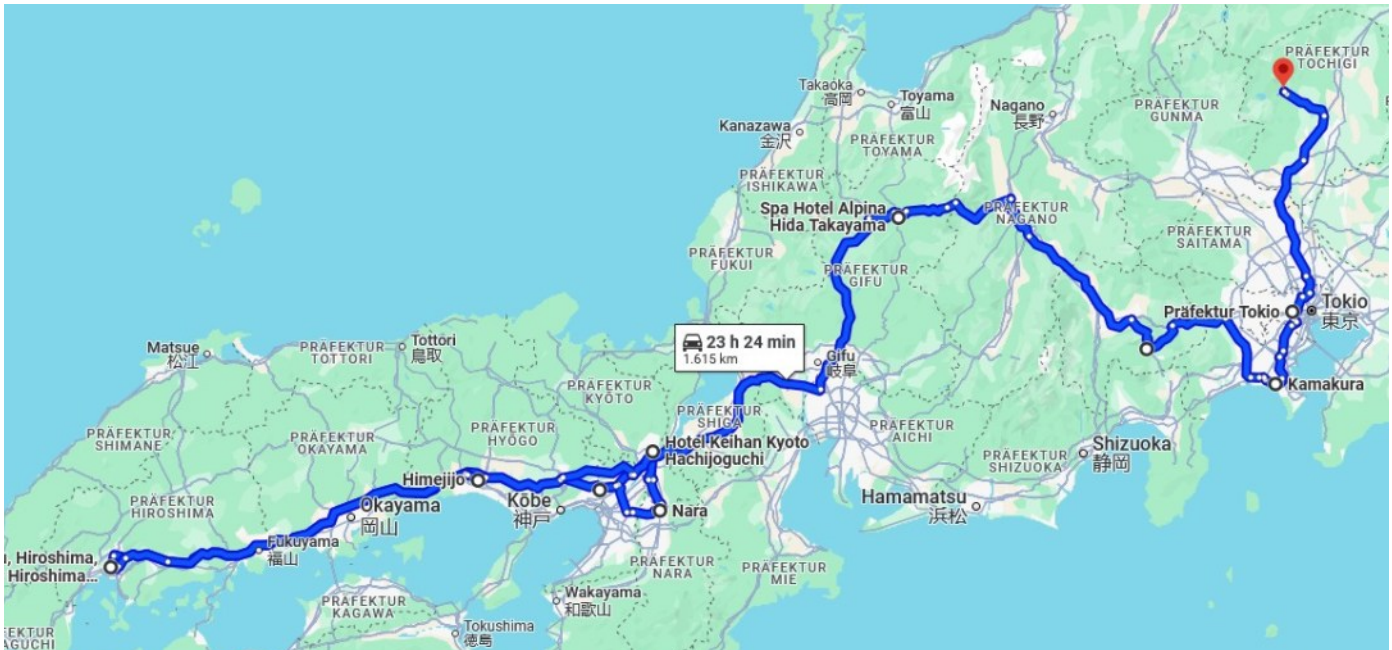 PRÄFEKTUR
TOCHIGI
Takaoka
高岡
Toyama
富山
Nagano
長野
PRÄFEKTUR
GUNMA
Kanazawa
金沢
PRÄFEKTUR
TOYAMA
PRÄFEKTUR
ISHIKAWA
Spa Hotel Alpina
Hida Takayama
PRÄFEKTUR
NAGANO
PRÄFEKTUR
SAITAMA
PRÄFEKTUR
FUKUI
PRÄFEKTUR
GIFU
Präfektur Tokio
Tokio
東京
23 h 24 min
1.615 km
Matsue
松江
PRÄFEKTUR
TOTTORI
Tottori
鳥取
Gifu
岐阜
Kamakura
PRÄFEKTUR
KYŌTO
PRÄFEKTUR
SHIGA
PRÄFEKTUR
SHIMANE
PRÄFEKTUR
OKAYAMA
PRÄFEKTUR
HYŌGO
Hotel Keihan Kyoto
Hachijoguchi
PRÄFEKTUR
AICHI
PRÄFEKTUR
SHIZUOKA
Shizuoka
静岡
Himejijo
PRÄFEKTUR
HIROSHIMA
Okayama
岡山
Kōbe
神戸
Nara
Hamamatsu
浜松
Fukuyama
福山
Hiroshima,
Hiroshima...
PRÄFEKTUR
NARA
PRÄFEKTUR
MIE
PRÄFEKTUR
KAGAWA
Wakayama
和歌山
Tokushima
徳島